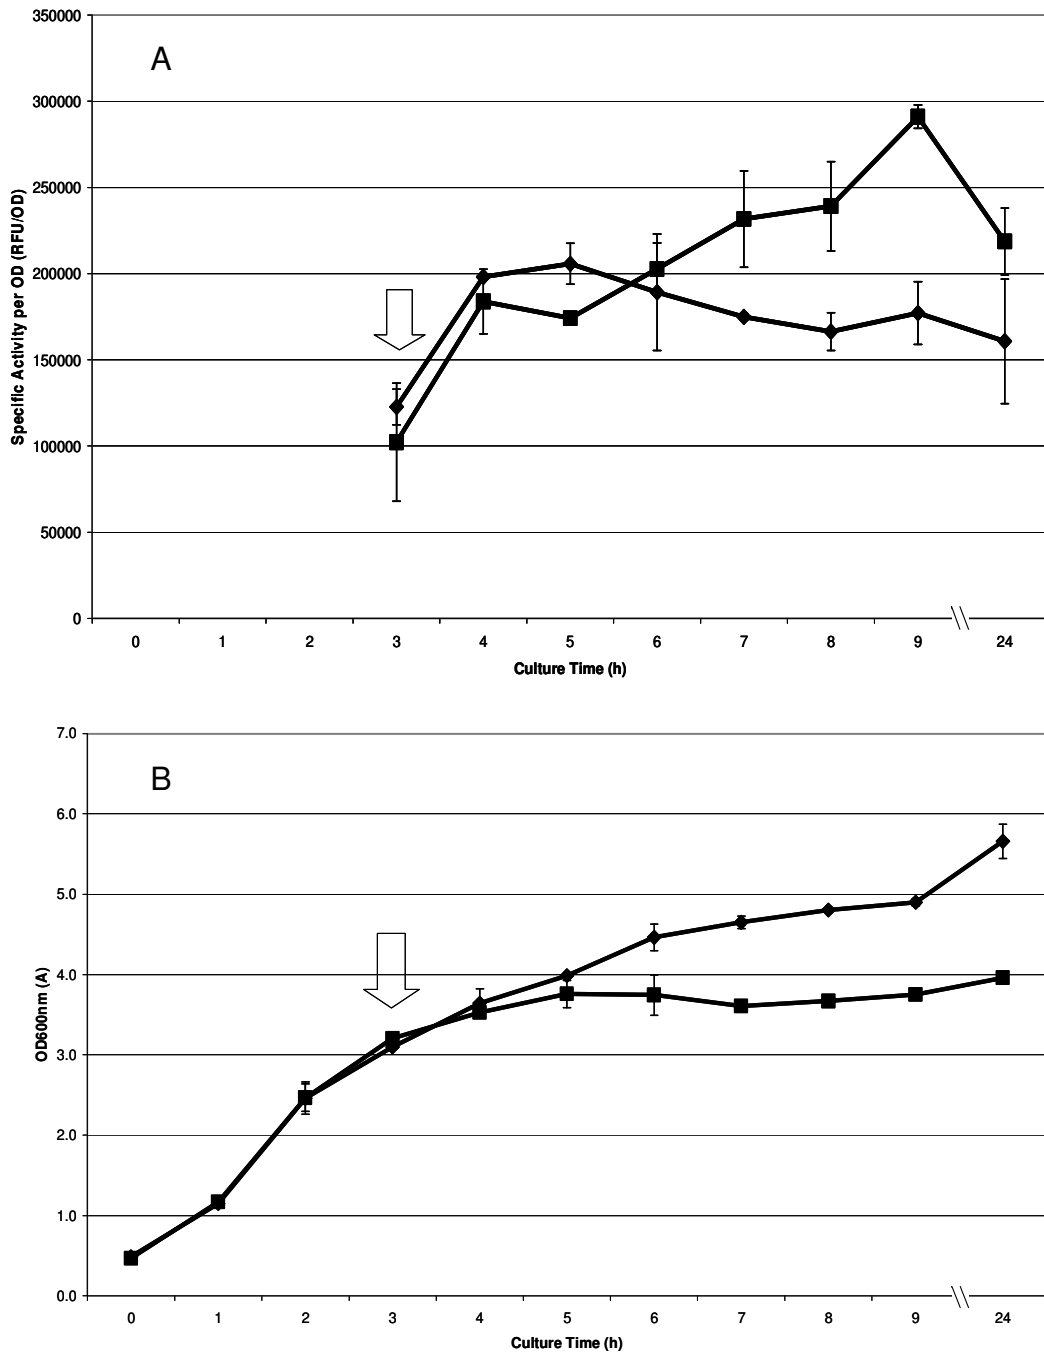 A
350000
300000
250000
200000
150000
100000
50000
0
Specific Activity per OD (RFU/OD)
0 1 2 3 4 5 6 7 8 9 24
Culture Time (h)
B
7.0
6.0
5.0
4.0
3.0
2.0
1.0
0.0
OD600nm (A)
0 1 2 3 4 5 6 7 8 9 24
Culture Time (h)